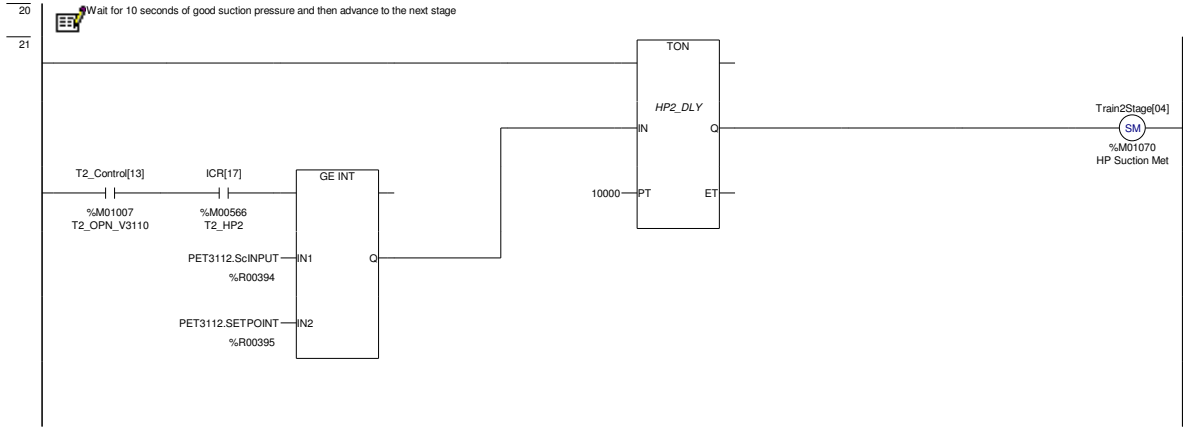 20
Wait for 10 seconds of good suction pressure and then advance to the next stage
21
TON
HP2_DLY
Train2Stage[04]
IN
Q
SM
%M01070
HP Suction Met
T2_Control[13]
ICR[17]
GE INT
10000
PT
ET
%M01007
%M00566
T2_OPN_V3110
T2_HP2
PET3112.ScINPUT
IN1
Q
%R00394
PET3112.SETPOINT
IN2
%R00395